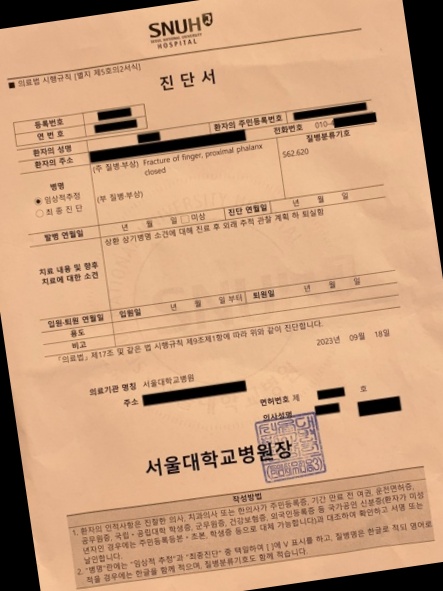 SNUH
SEOUL NATIONAL UNIVERSITY
HOSPITAL
■ 의료법 시행규칙 [별지 제5호의2서식]
진 단 서
등록번호
연 번 호
환자의 성명 환자의 주민등록번호
환자의 주소 전화번호 010-4
병명
◉ 임상적추정
○ 최 종 진 단
(주 질병·부상) Fracture of finger, proximal phalanx
closed
(부 질병·부상)
질병분류기호
S62.620
발병 연월일 년 월 일 □미상 진단 연월일 년 월 일
치료 내용 및 향후
치료에 대한 소견
상환 상기병명 소견에 대해 진료 후 외래 추적 관찰 계획 하 퇴실함
입원·퇴원 연월일 입원일 년 월 일 부터 퇴원일 년 월 일
용도
비고
「의료법」 제17조 및 같은 법 시행규칙 제9조제1항에 따라 위와 같이 진단합니다.
2023년 09월 18일
의료기관 명칭 서울대학교병원
주소
면허번호 제 호
의사성명
서울대학교병원장
작성방법
1. 환자의 인적사항은 진찰한 의사, 치과의사 또는 한의사가 주민등록증, 기간 만료 전 여권, 운전면허증,
공무원증, 국립ㆍ공립대학 학생증, 군무원증, 건강보험증, 외국인등록증 등 국가공인 신분증(환자가 미성
년자인 경우에는 주민등록등본ㆍ초본, 학생증 등으로 대체 가능합니다)과 대조하여 확인하고 서명 또는
날인합니다.
2. "병명"란에는 "임상적 추정"과 "최종진단" 중 택일하여 [ ]에 V 표시를 하고, 질병명은 한글로 적되 영어로
적을 경우에는 한글을 함께 적으며, 질병분류기호도 함께 적습니다.